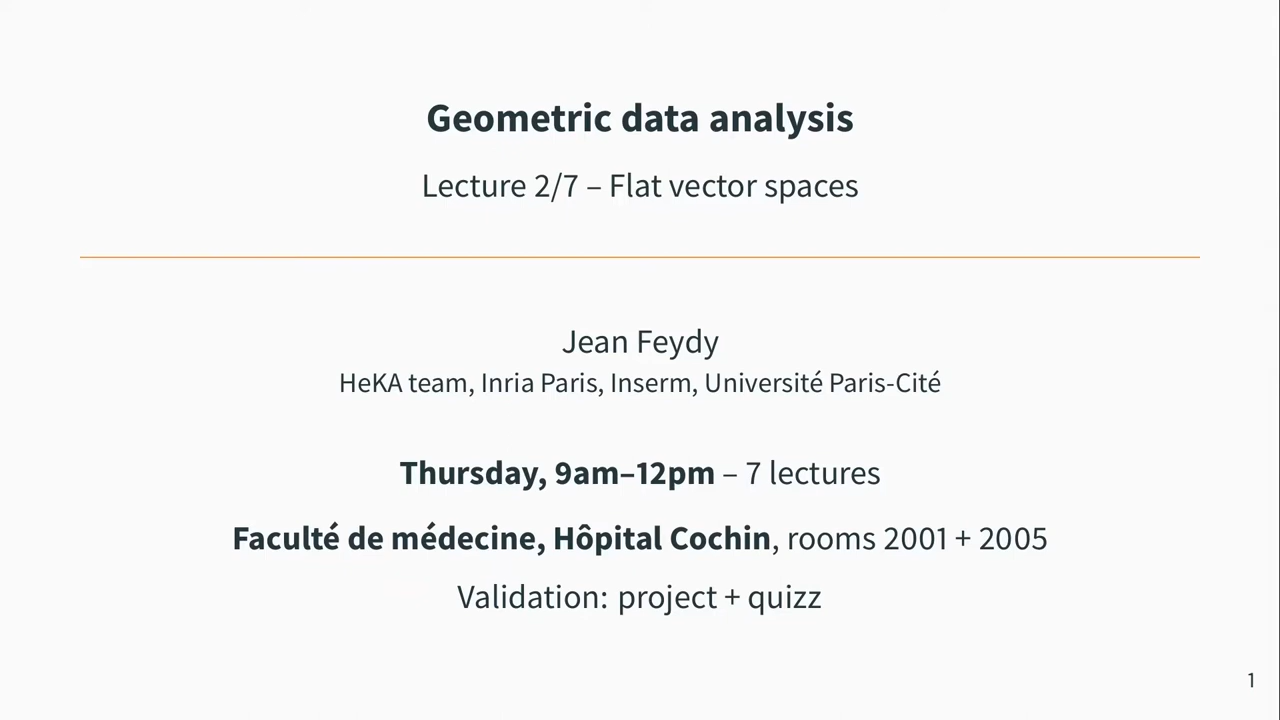 Geometric data analysis
Lecture 2/7 – Flat vector spaces
Jean Feydy
HeKA team, Inria Paris, Inserm, Université Paris-Cité
Thursday, 9am–12pm – 7 lectures
Faculté de médecine, Hôpital Cochin, rooms 2001 + 2005
Validation: project + quizz
1